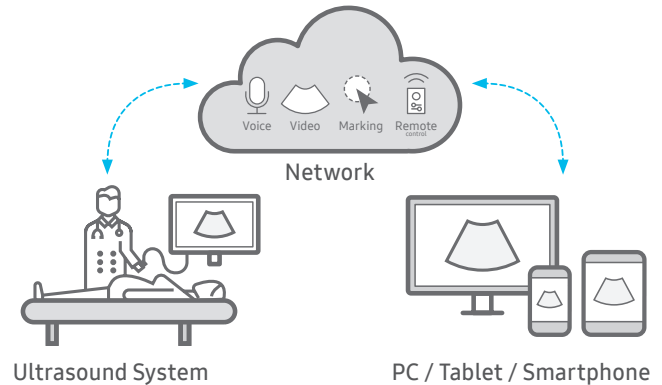 Voice Video Marking Remote
control
Network
Ultrasound System
PC / Tablet / Smartphone